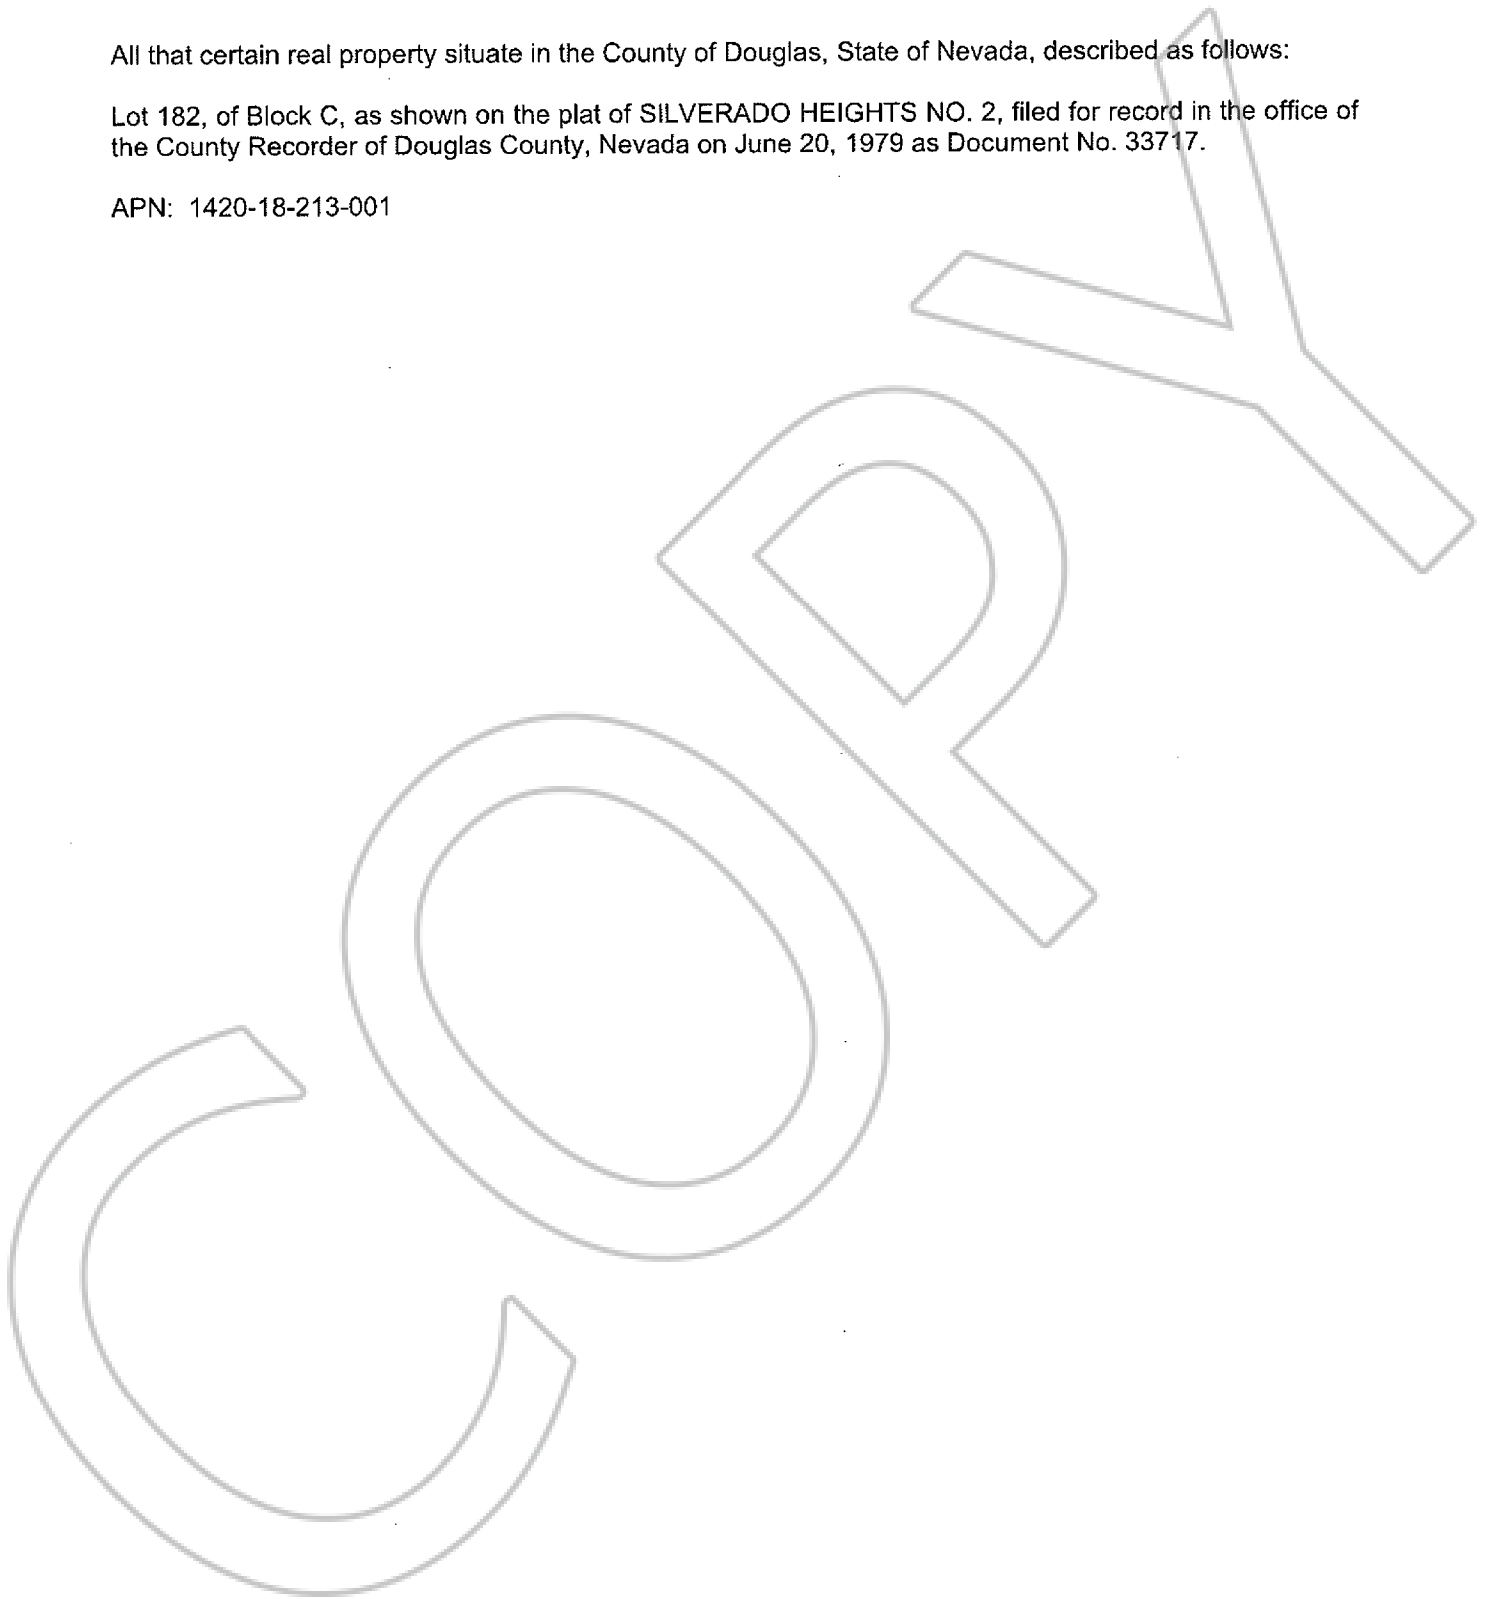 All that certain real property situate in the County of Douglas, State of Nevada, described as follows:
Lot 182, of Block C, as shown on the plat of SILVERADO HEIGHTS NO. 2, filed for record in the office of
the County Recorder of Douglas County, Nevada on June 20, 1979 as Document No. 33717.
APN: 1420-18-213-001
COPY